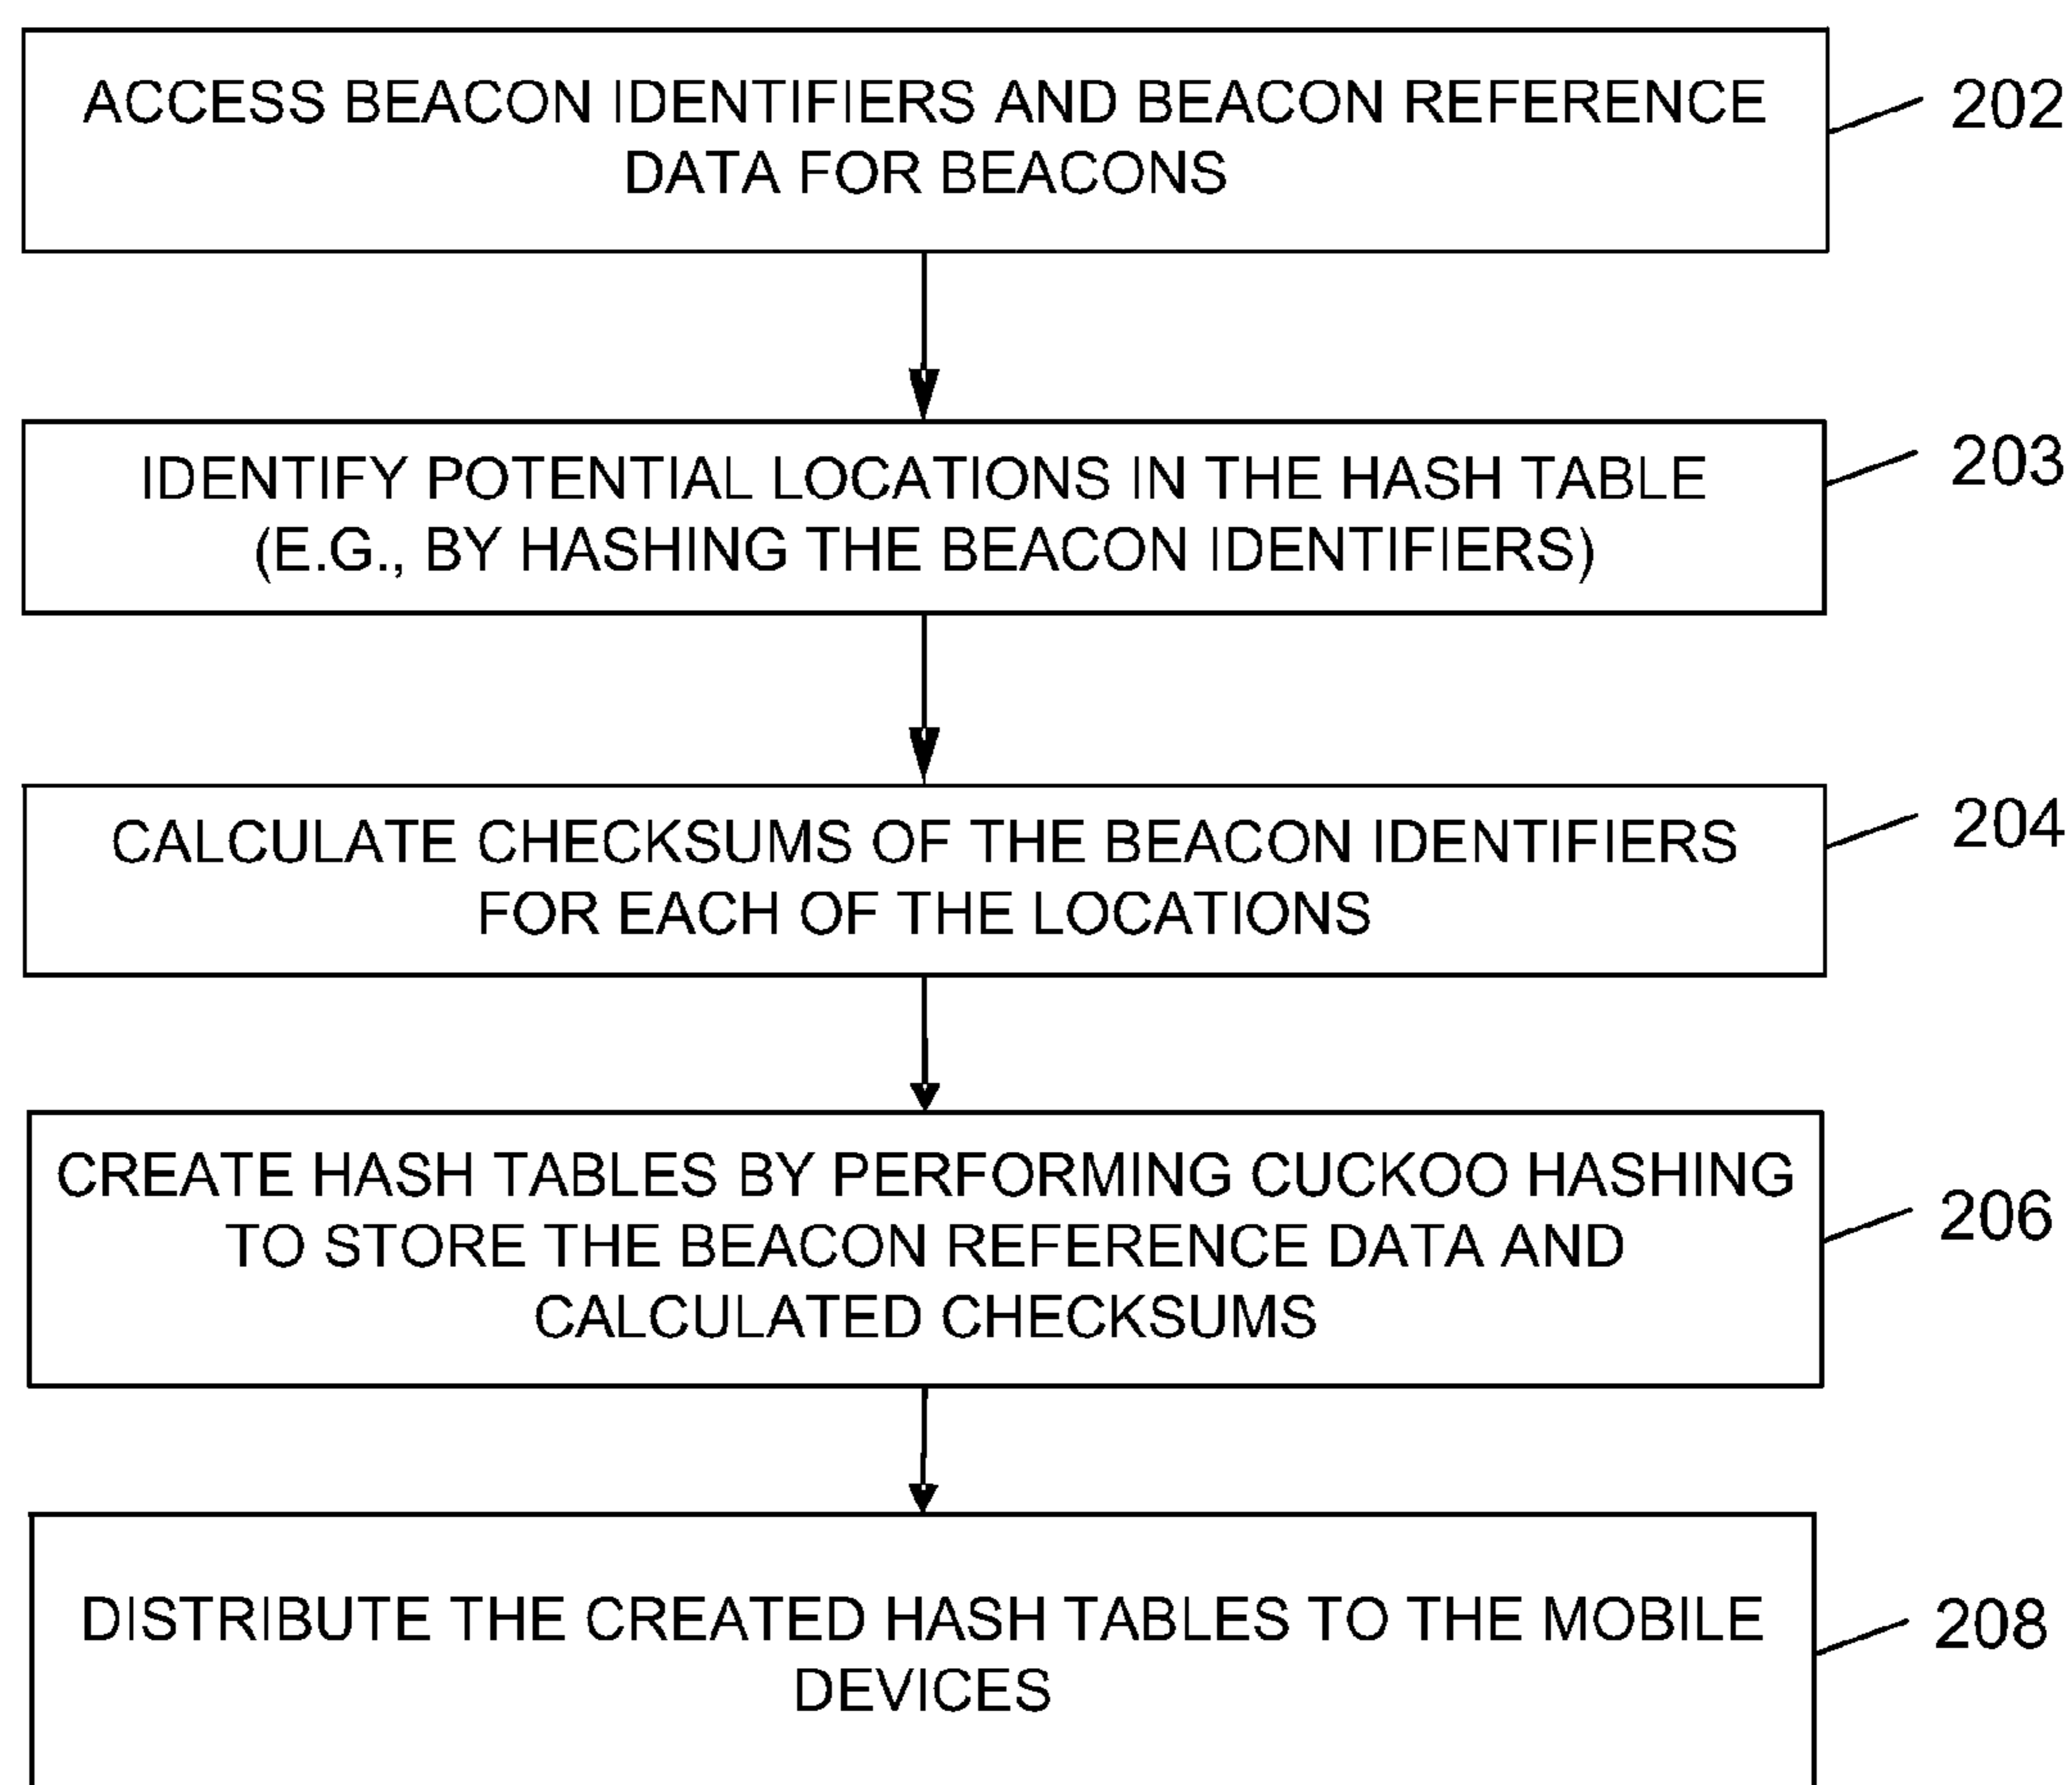 ACCESS BEACON IDENTIFIERS AND BEACON REFERENCE
DATA FOR BEACONS
202
IDENTIFY POTENTIAL LOCATIONS IN THE HASH TABLE
(E.G., BY HASHING THE BEACON IDENTIFIERS)
203
CALCULATE CHECKSUMS OF THE BEACON IDENTIFIERS
FOR EACH OF THE LOCATIONS
204
CREATE HASH TABLES BY PERFORMING CUCKOO HASHING
TO STORE THE BEACON REFERENCE DATA AND
CALCULATED CHECKSUMS
206
DISTRIBUTE THE CREATED HASH TABLES TO THE MOBILE
DEVICES
208